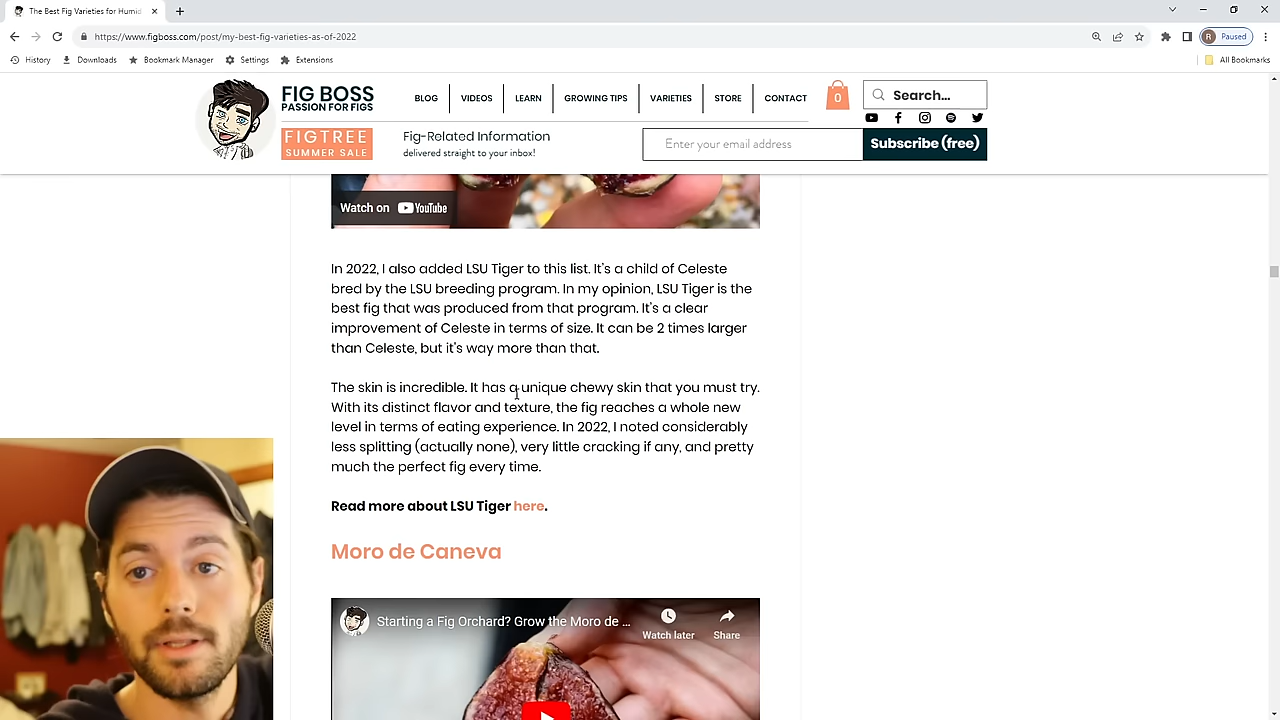 The Best Fig Varieties for Humid
https://www.figboss.com/post/my-best-fig-varieties-as-of-2022
R Paused
History Downloads Bookmark Manager Settings Extensions All Bookmarks
FIG BOSS
PASSION FOR FIGS
BLOG VIDEOS LEARN GROWING TIPS VARIETIES STORE CONTACT 0 Search...
FIGTREE
SUMMER SALE
Fig-Related Information
delivered straight to your inbox!
Enter your email address Subscribe (free)
Watch on YouTube
In 2022, I also added LSU Tiger to this list. It's a child of Celeste
bred by the LSU breeding program. In my opinion, LSU Tiger is the
best fig that was produced from that program. It's a clear
improvement of Celeste in terms of size. It can be 2 times larger
than Celeste, but it's way more than that.
The skin is incredible. It has a unique chewy skin that you must try.
With its distinct flavor and texture, the fig reaches a whole new
level in terms of eating experience. In 2022, I noted considerably
less splitting (actually none), very little cracking if any, and pretty
much the perfect fig every time.
Read more about LSU Tiger here.
Moro de Caneva
Starting a Fig Orchard? Grow the Moro de ...
Watch later Share